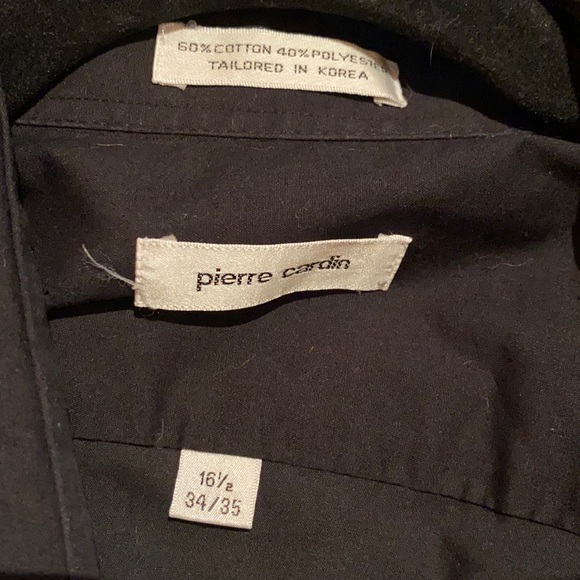 60% COTTON 40% POLYESTER
TAILORED IN KOREA
pierre cardin
16½
34/35